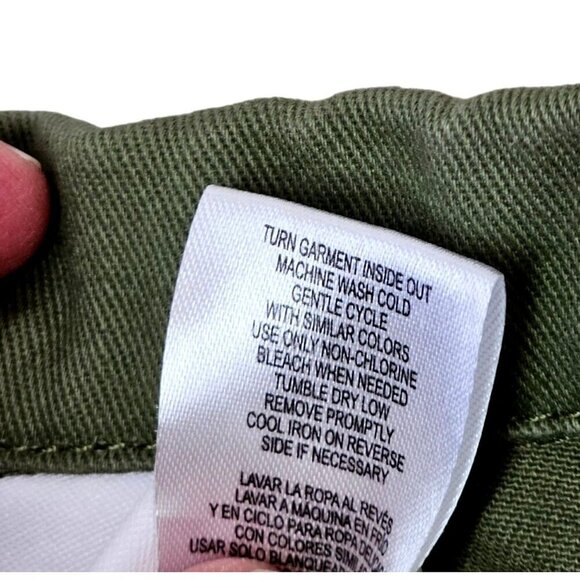 TURN GARMENT INSIDE OUT
MACHINE WASH COLD
GENTLE CYCLE
WITH SIMILAR COLORS
USE ONLY NON-CHLORINE
BLEACH WHEN NEEDED
TUMBLE DRY LOW
REMOVE PROMPTLY
COOL IRON ON REVERSE
SIDE IF NECESSARY
LAVAR LA ROPA AL REVÉS
LAVAR A MÁQUINA EN FRÍO
Y EN CICLO PARA ROPA
CON COLORES
USAR SOLO